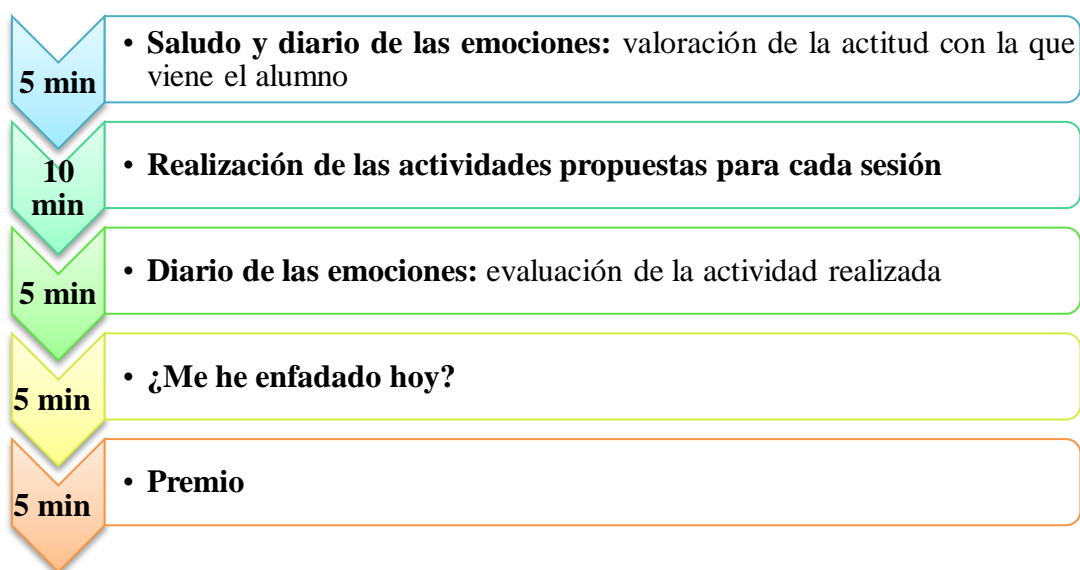 5 min
• Saludo y diario de las emociones: valoración de la actitud con la que
viene el alumno
10
min
• Realización de las actividades propuestas para cada sesión
5 min
• Diario de las emociones: evaluación de la actividad realizada
5 min
• ¿Me he enfadado hoy?
5 min
• Premio